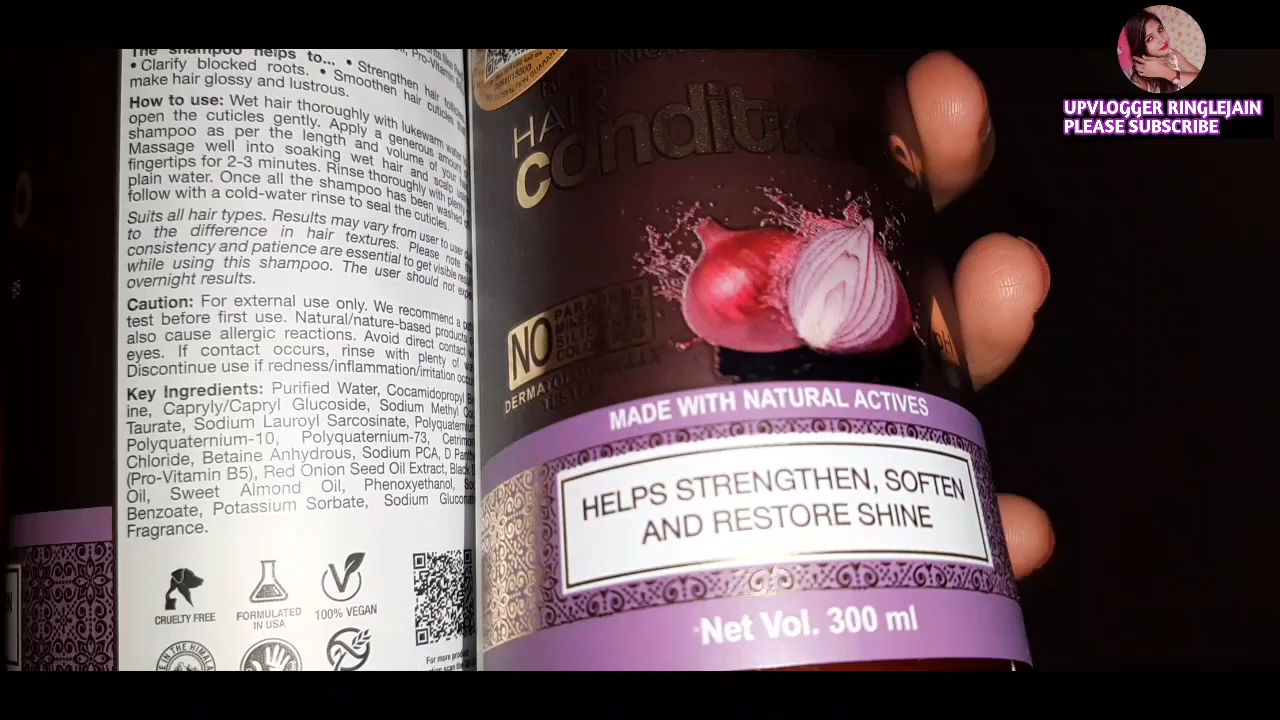 The shampoo helps to... • Strengthen hair
• Clarify blocked roots. • Smoothen hair cuticles
make hair glossy and lustrous.
How to use: Wet hair thoroughly with lukewarm water
open the cuticles gently. Apply a generous amount
shampoo as per the length and volume of your
Massage well into soaking wet hair and scalp
fingertips for 2-3 minutes. Rinse thoroughly with plenty
plain water. Once all the shampoo has been washed
follow with a cold-water rinse to seal the cuticles.
Suits all hair types. Results may vary from user to user
to the difference in hair textures. Please note
consistency and patience are essential to get visible
while using this shampoo. The user should not
overnight results.
Caution: For external use only. We recommend a
test before first use. Natural/nature-based products
also cause allergic reactions. Avoid direct contact
eyes. If contact occurs, rinse with plenty of
Discontinue use if redness/inflammation/irritation
Key Ingredients: Purified Water, Cocamidopropyl Be
ine, Capryly/Capryl Glucoside, Sodium Methyl
Taurate, Sodium Lauroyl Sarcosinate,
Polyquaternium-10, Polyquaternium-73,
Chloride, Betaine Anhydrous, Sodium PCA, D
(Pro-Vitamin B5), Red Onion Seed Oil Extract, Black
Oil, Sweet Almond Oil, Phenoxyethanol,
Benzoate, Potassium Sorbate, Sodium
Fragrance.
CRUELTY FREE
FORMULATED
IN USA
100% VEGAN
For more
HAIR
Conditi
NO
PARABENS
DERMATOLOGICALLY
TESTED
MADE WITH NATURAL ACTIVES
HELPS STRENGTHEN, SOFTEN
AND RESTORE SHINE
Net Vol. 300 ml
UPVLOGGER RINGLEJAIN
PLEASE SUBSCRIBE